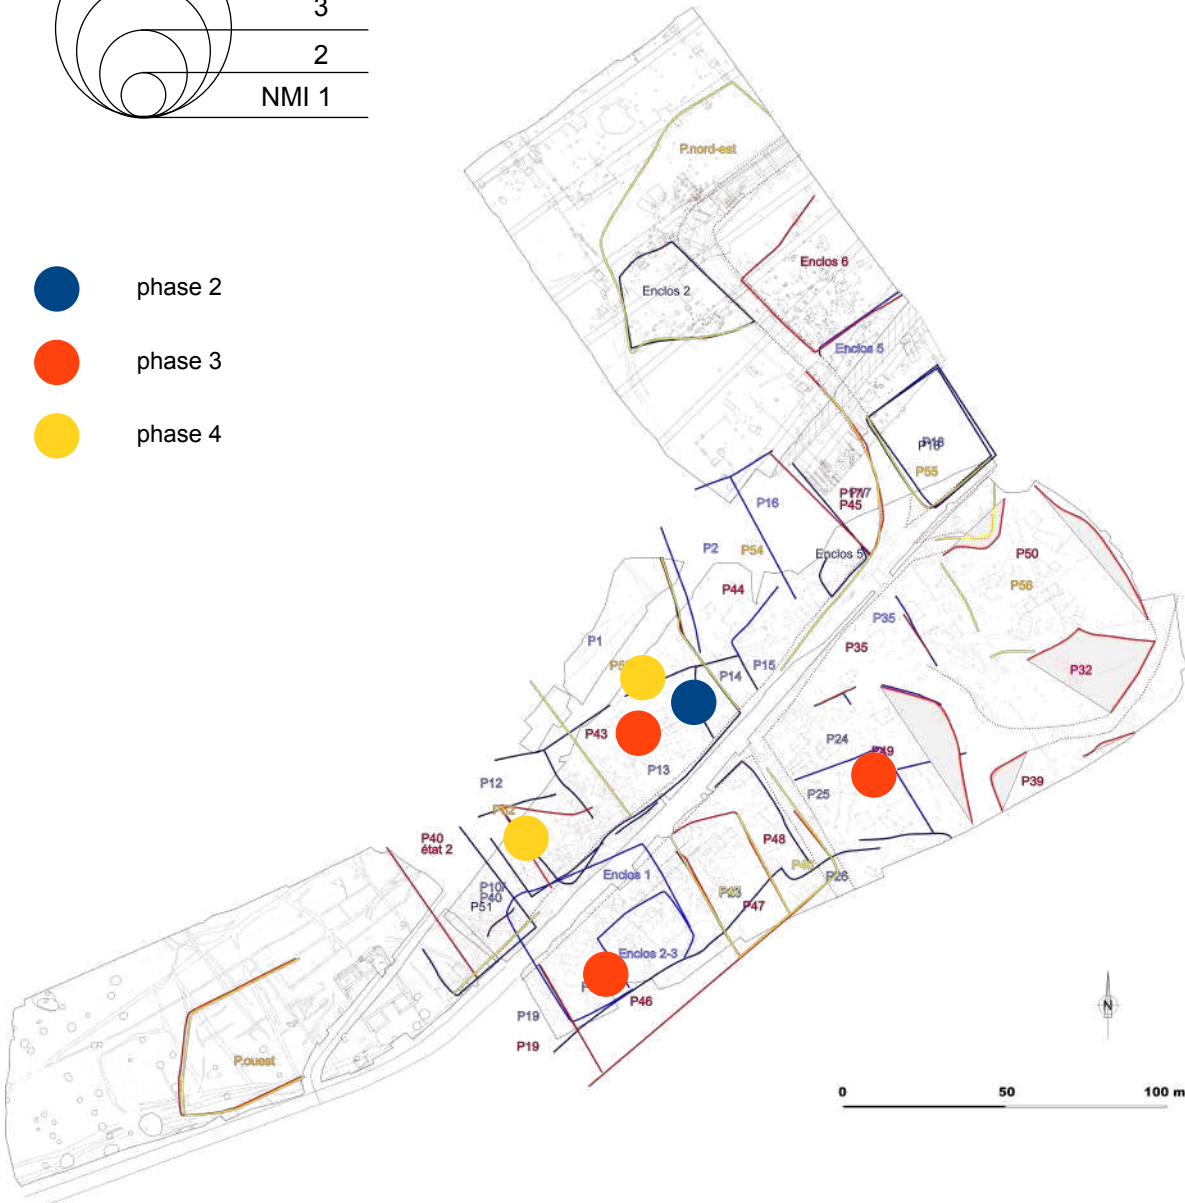 3
2
NMI 1
phase 2
phase 3
phase 4
P.nord-est
Enclos 6
Enclos 2
Enclos 5
P18
P55
P16
P45
P2
P54
Enclos 5
P50
P44
P56
P35
P1
P35
P15
P14
P32
P43
P24
P49
P13
P12
P39
P25
P40
état 2
P48
P26
Enclos 1
P10/
P40
P51
P47
Enclos 2-3
P46
P19
P19
P.ouest
N
0 50 100 m